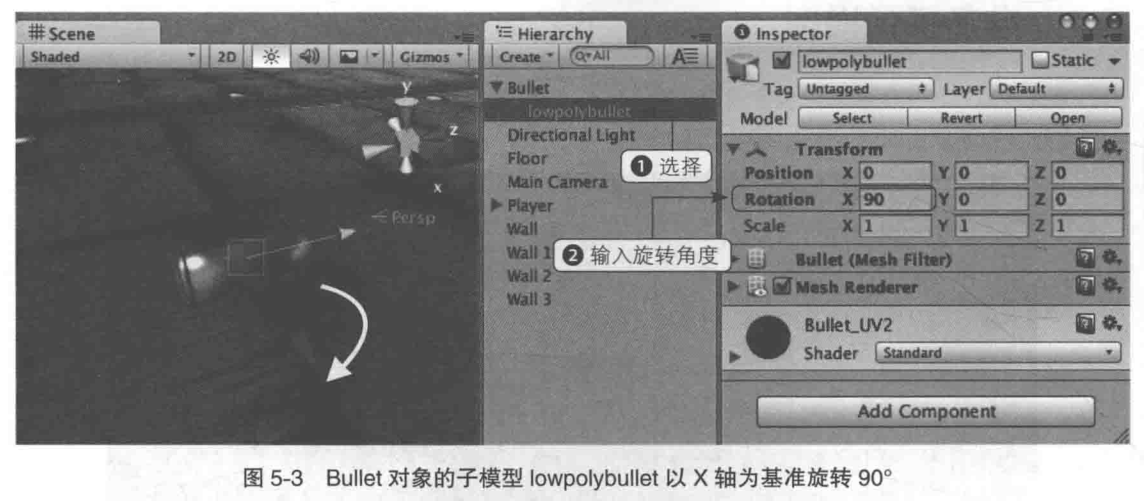 Scene
Shaded 2D Gizmos
y
z
x
Persp
Hierarchy
Create All
Bullet
lowpolybullet
Directional Light
Floor
Main Camera
Player
Wall
Wall 1
Wall 2
Wall 3
❶ 选择
❷ 输入旋转角度
Inspector
lowpolybullet Static
Tag Untagged Layer Default
Model Select Revert Open
Transform
Position X 0 Y 0 Z 0
Rotation X 90 Y 0 Z 0
Scale X 1 Y 1 Z 1
Bullet (Mesh Filter)
Mesh Renderer
Bullet_UV2
Shader Standard
Add Component
图 5-3 Bullet 对象的子模型 lowpolybullet 以 X 轴为基准旋转 90°